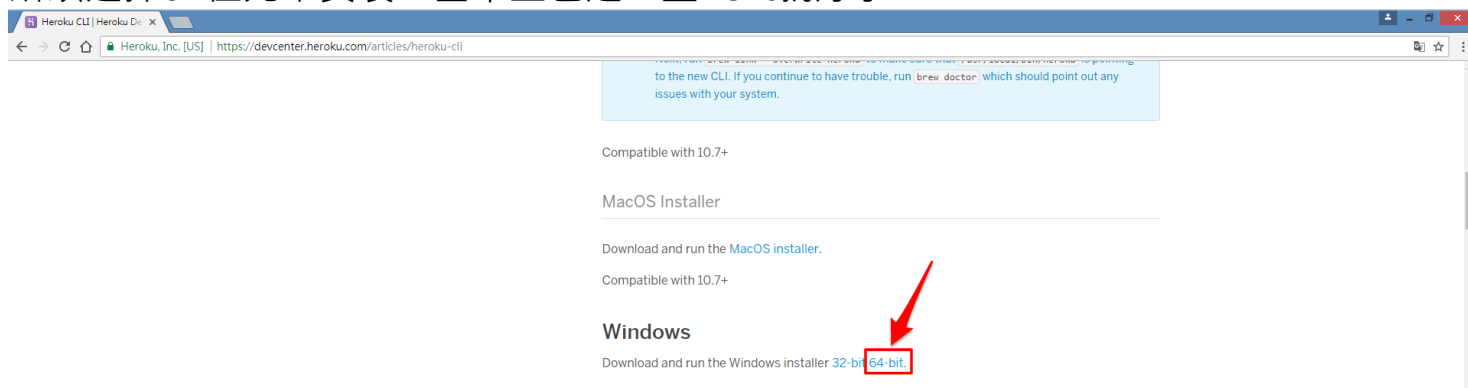 Heroku CLI | Heroku De
Heroku, Inc. [US] | https://devcenter.heroku.com/articles/heroku-cli
to the new CLI. If you continue to have trouble, run brew doctor which should point out any
issues with your system.
Compatible with 10.7+
MacOS Installer
Download and run the MacOS installer.
Compatible with 10.7+
Windows
Download and run the Windows installer 32-bit 64-bit.